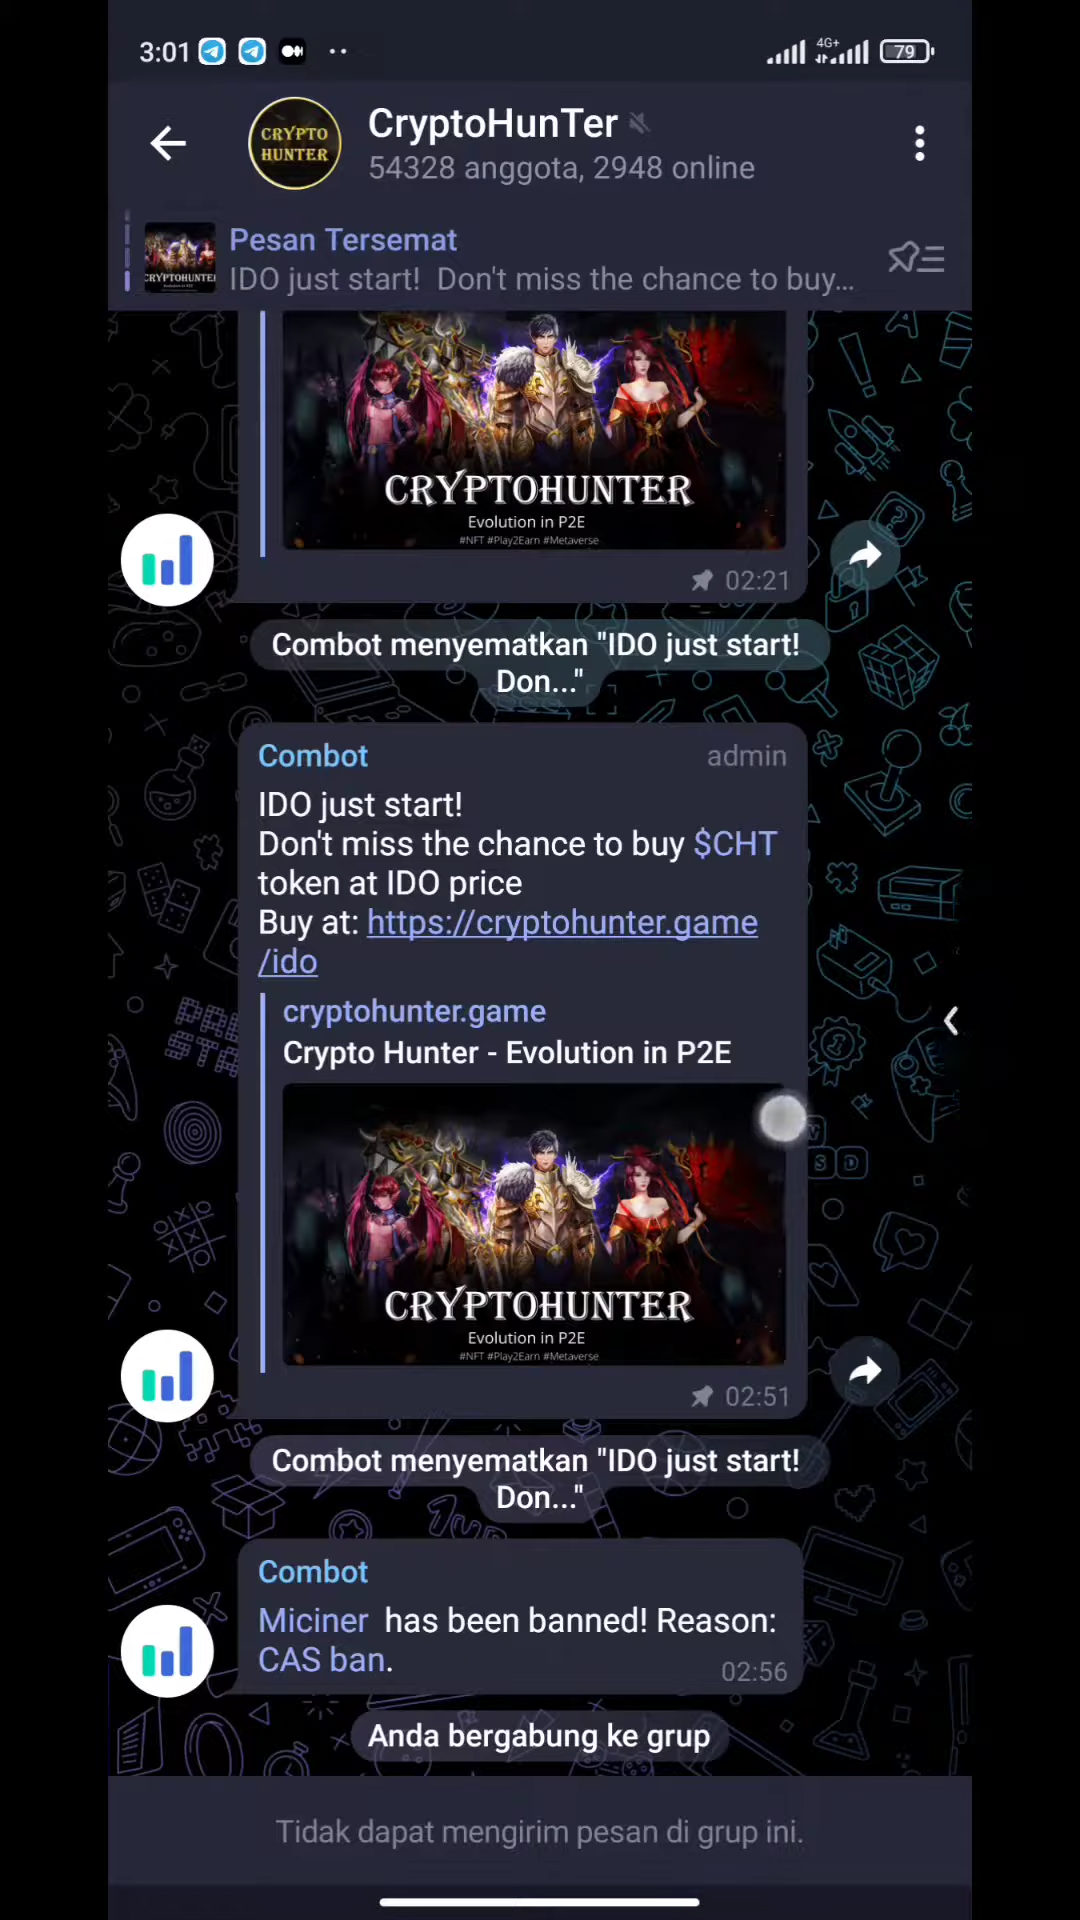 3:01
4G+
79
CRYPTO
HUNTER
CryptoHunTer
54328 anggota, 2948 online
Pesan Tersemat
IDO just start!  Don't miss the chance to buy...
CRYPTOHUNTER
Evolution in P2E
#NFT #Play2Earn #Metaverse
02:21
Combot menyematkan "IDO just start!
Don..."
Combot
admin
IDO just start!
Don't miss the chance to buy $CHT
token at IDO price
Buy at: https://cryptohunter.game
/ido
cryptohunter.game
Crypto Hunter - Evolution in P2E
CRYPTOHUNTER
Evolution in P2E
#NFT #Play2Earn #Metaverse
02:51
Combot menyematkan "IDO just start!
Don..."
Combot
Miciner  has been banned! Reason:
CAS ban.
02:56
Anda bergabung ke grup
Tidak dapat mengirim pesan di grup ini.